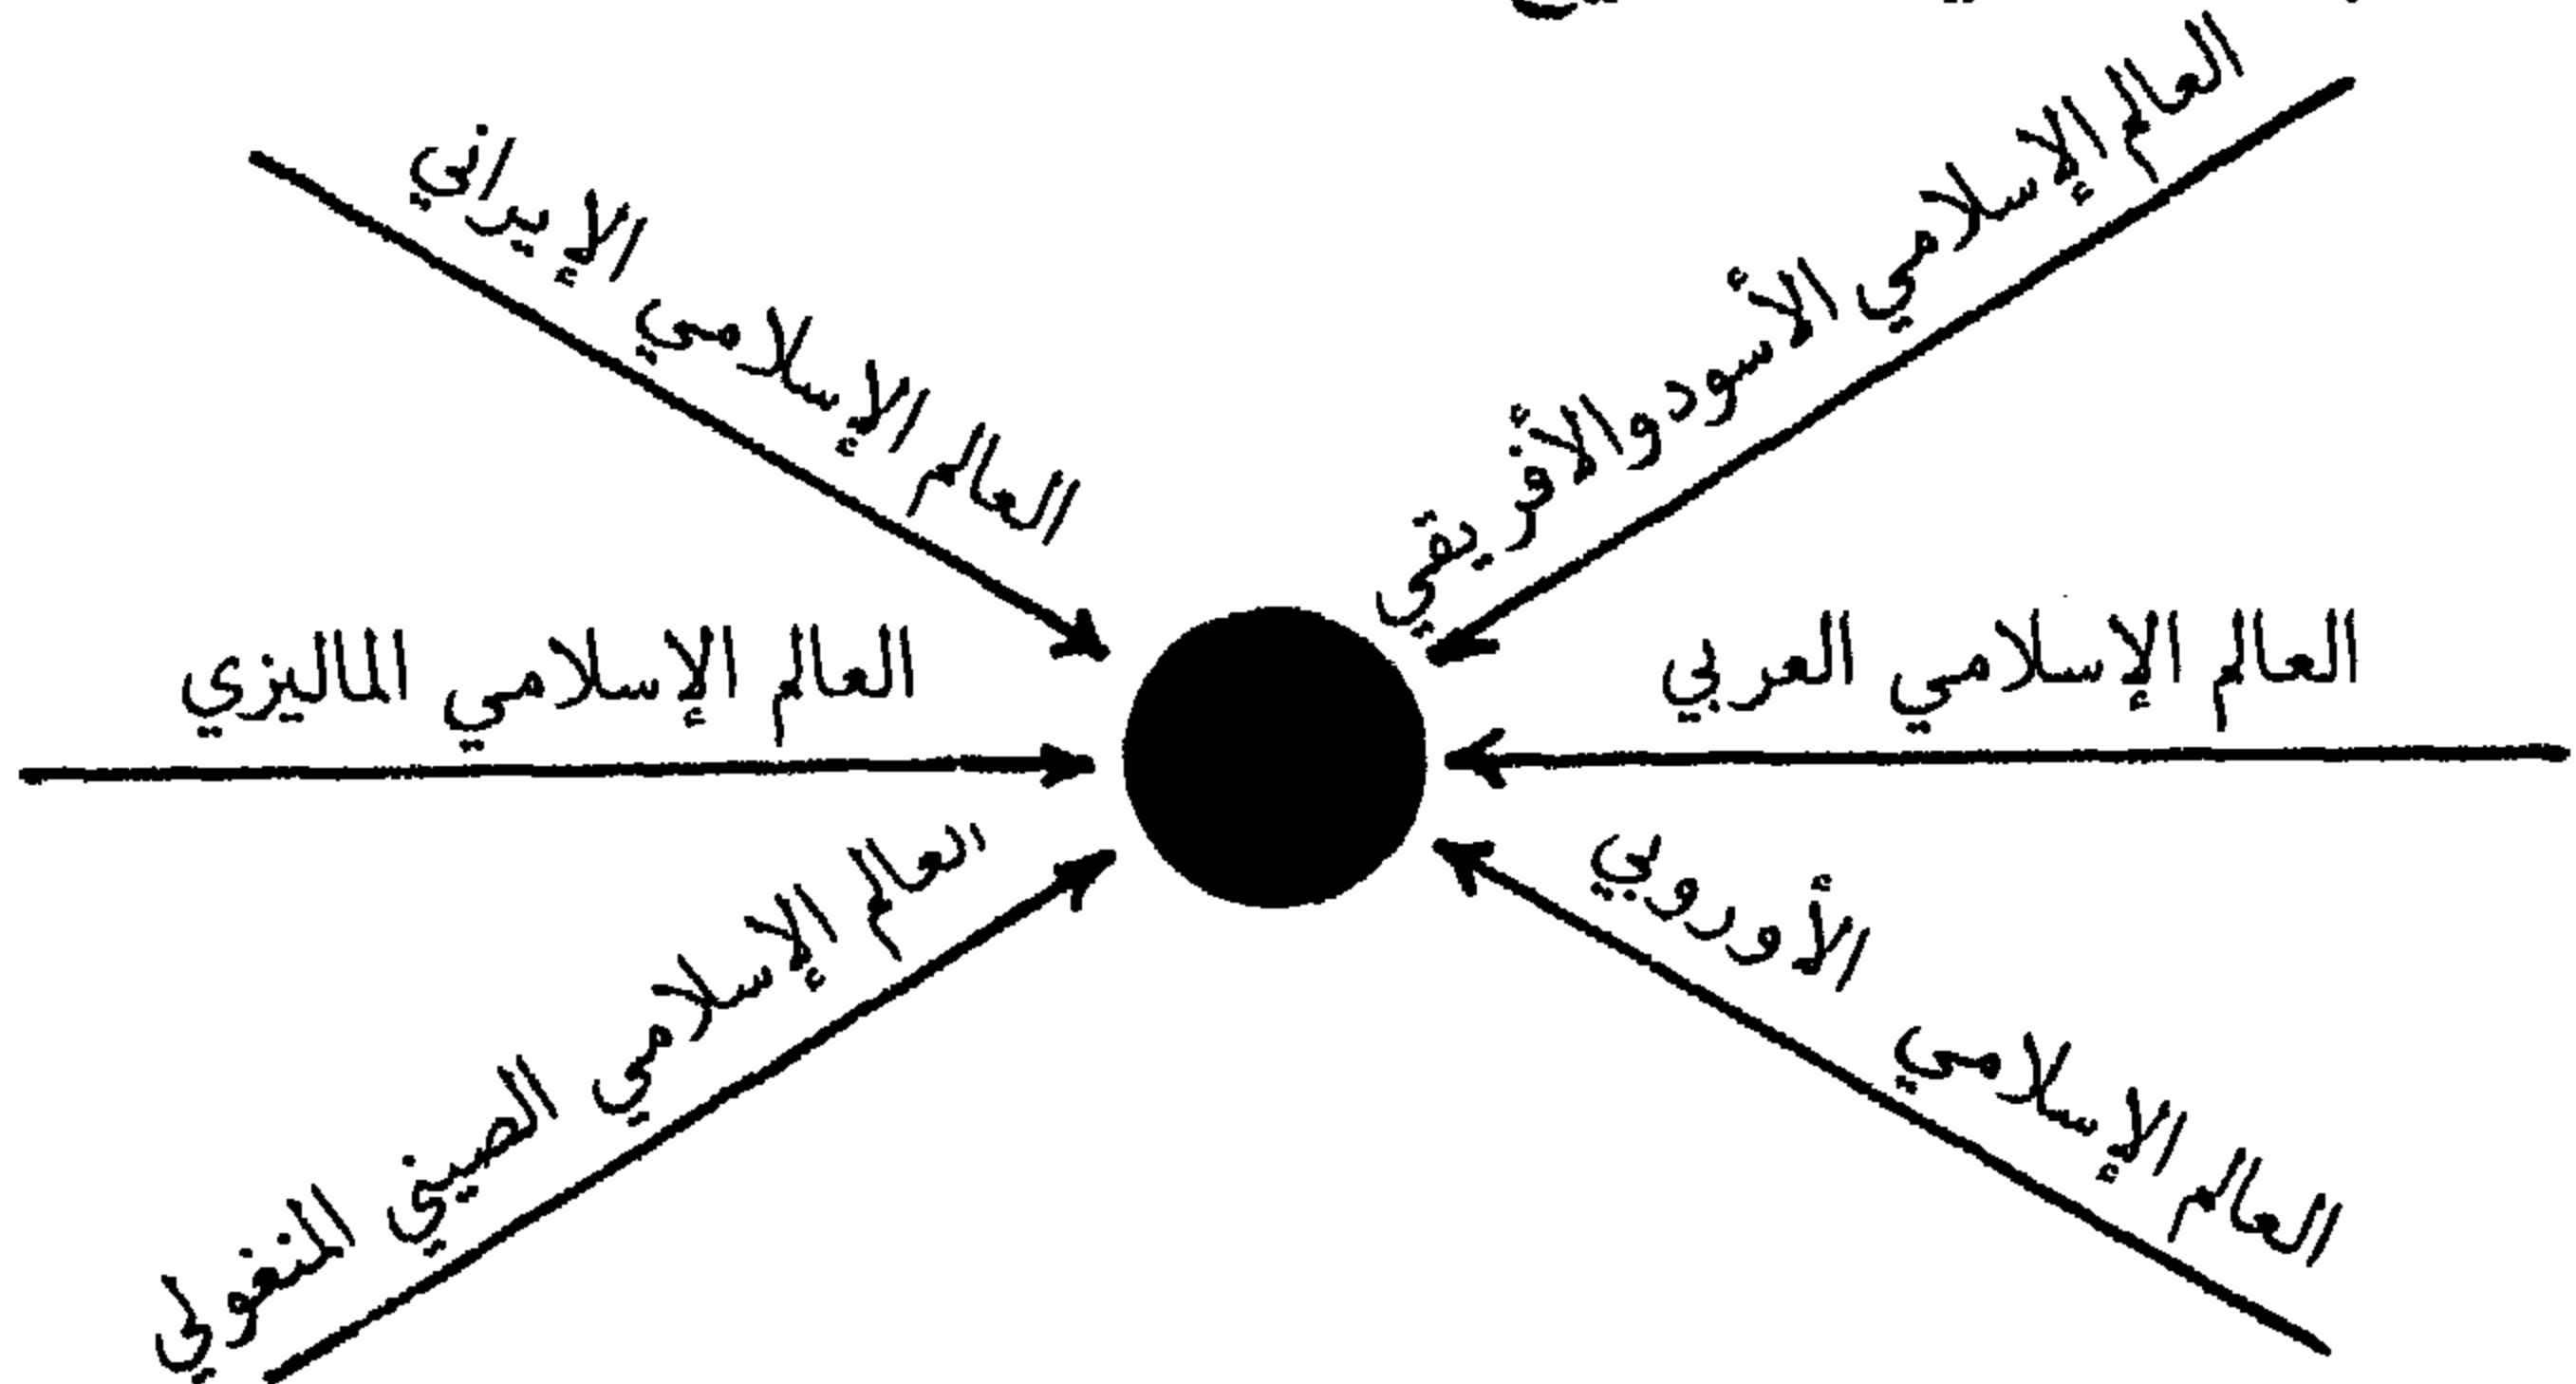 العالم الإسلامي الأسود والأفريقي
العالم الإسلامي الإيراني
العالم الإسلامي العربي
العالم الإسلامي الماليزي
العالم الإسلامي الأوروبي
العالم الإسلامي الصيني المنغولي